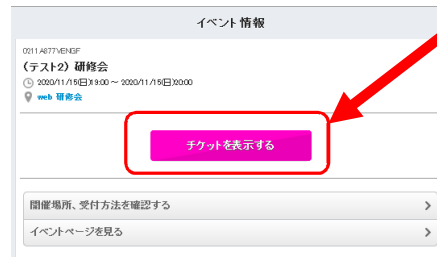 イベント情報
0211A877VENGF
(テスト2) 研修会
2020/11/15(日)19:00 ~ 2020/11/15(日)20:00
web 研修会
チケットを表示する
開催場所、受付方法を確認する
イベントページを見る